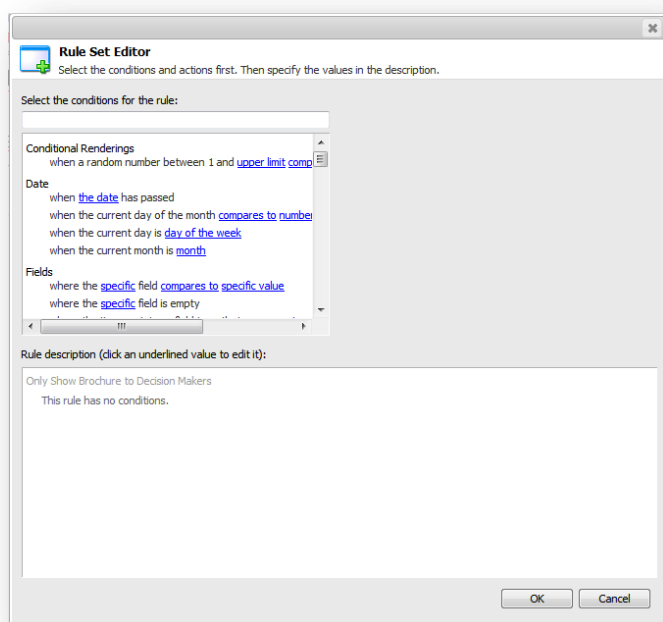 Rule Set Editor
Select the conditions and actions first. Then specify the values in the description.
Select the conditions for the rule:
Conditional Renderings
when a random number between 1 and upper limit comp
Date
when the date has passed
when the current day of the month compares to number
when the current day is day of the week
when the current month is month
Fields
where the specific field compares to specific value
where the specific field is empty
Rule description (click an underlined value to edit it):
Only Show Brochure to Decision Makers
This rule has no conditions.
OK
Cancel